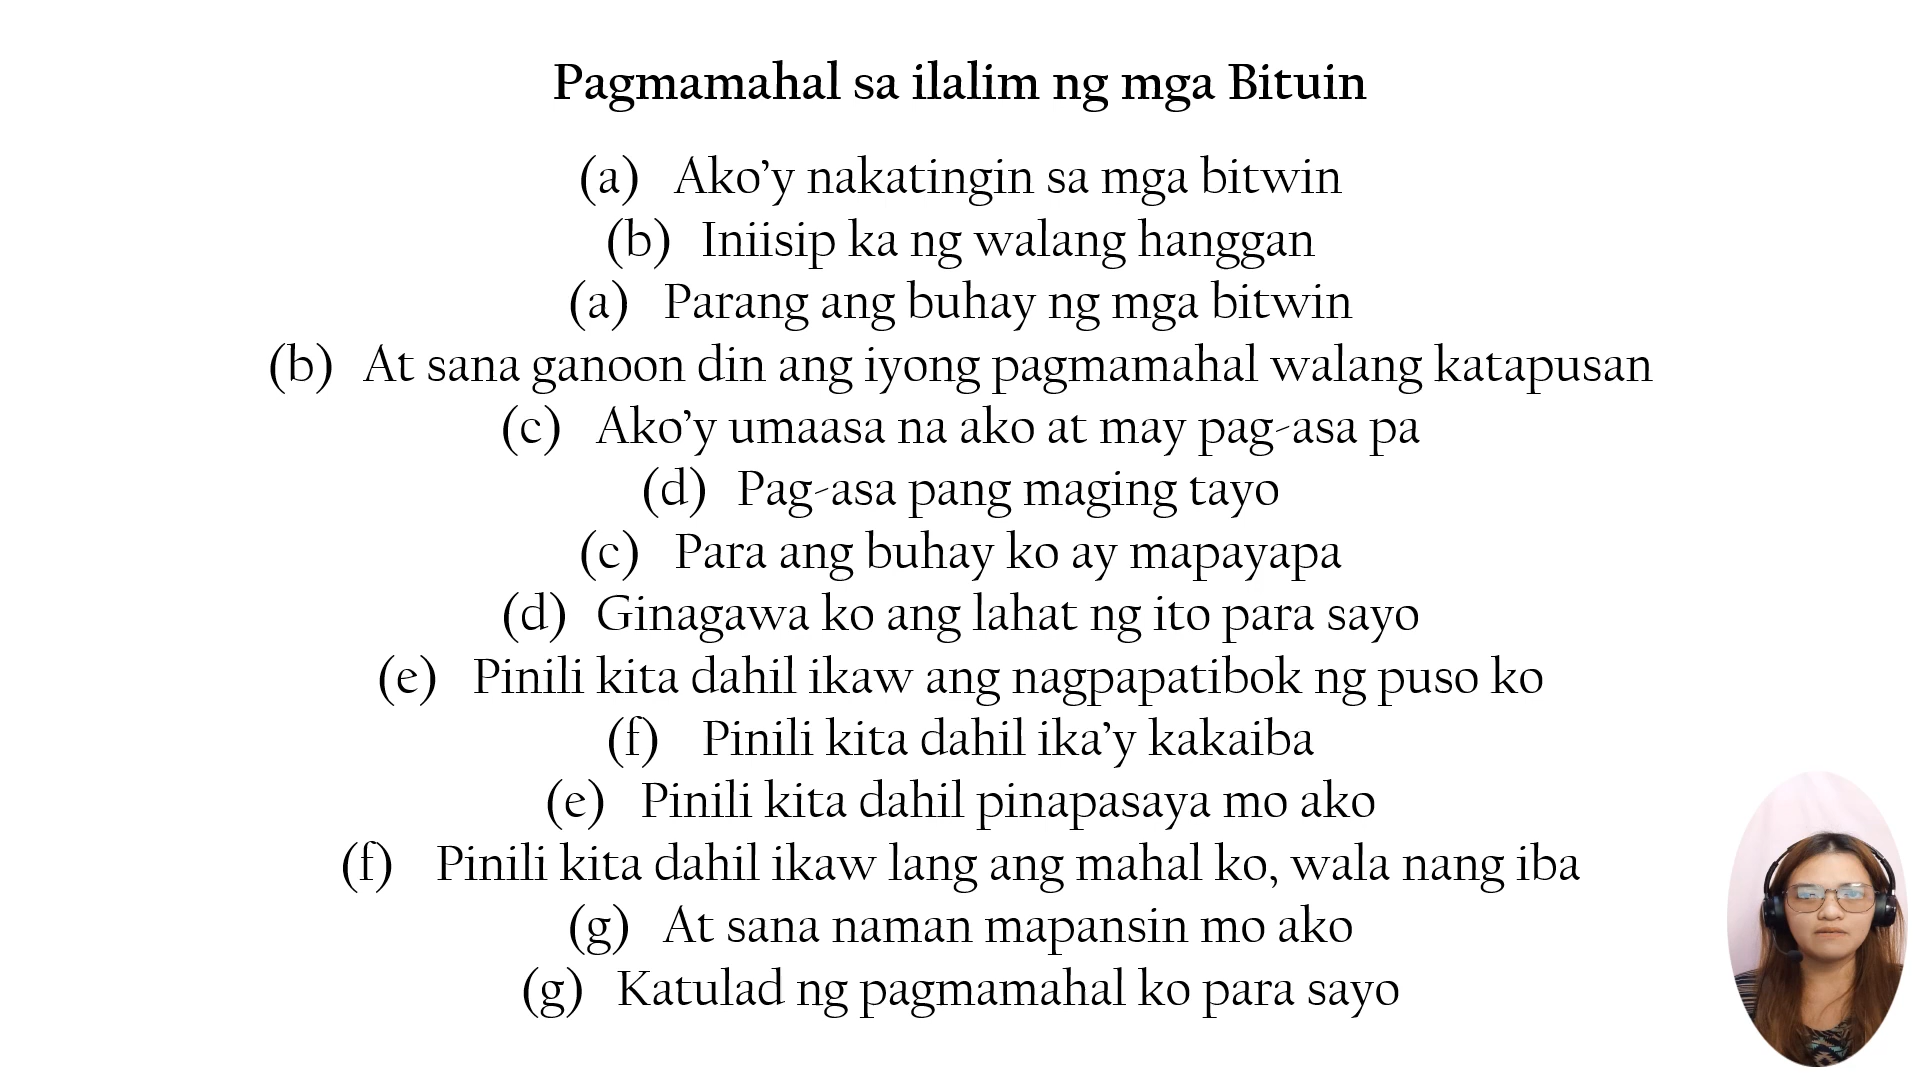 Pagmamahal sa ilalim ng mga Bituin
(a) Ako’y nakatingin sa mga bitwin
(b) Iniisip ka ng walang hanggan
(a) Parang ang buhay ng mga bitwin
(b) At sana ganoon din ang iyong pagmamahal walang katapusan
(c) Ako’y umaasa na ako at may pag-asa pa
(d) Pag-asa pang maging tayo
(c) Para ang buhay ko ay mapayapa
(d) Ginagawa ko ang lahat ng ito para sayo
(e) Pinili kita dahil ikaw ang nagpapatibok ng puso ko
(f) Pinili kita dahil ika’y kakaiba
(e) Pinili kita dahil pinapasaya mo ako
(f) Pinili kita dahil ikaw lang ang mahal ko, wala nang iba
(g) At sana naman mapansin mo ako
(g) Katulad ng pagmamahal ko para sayo